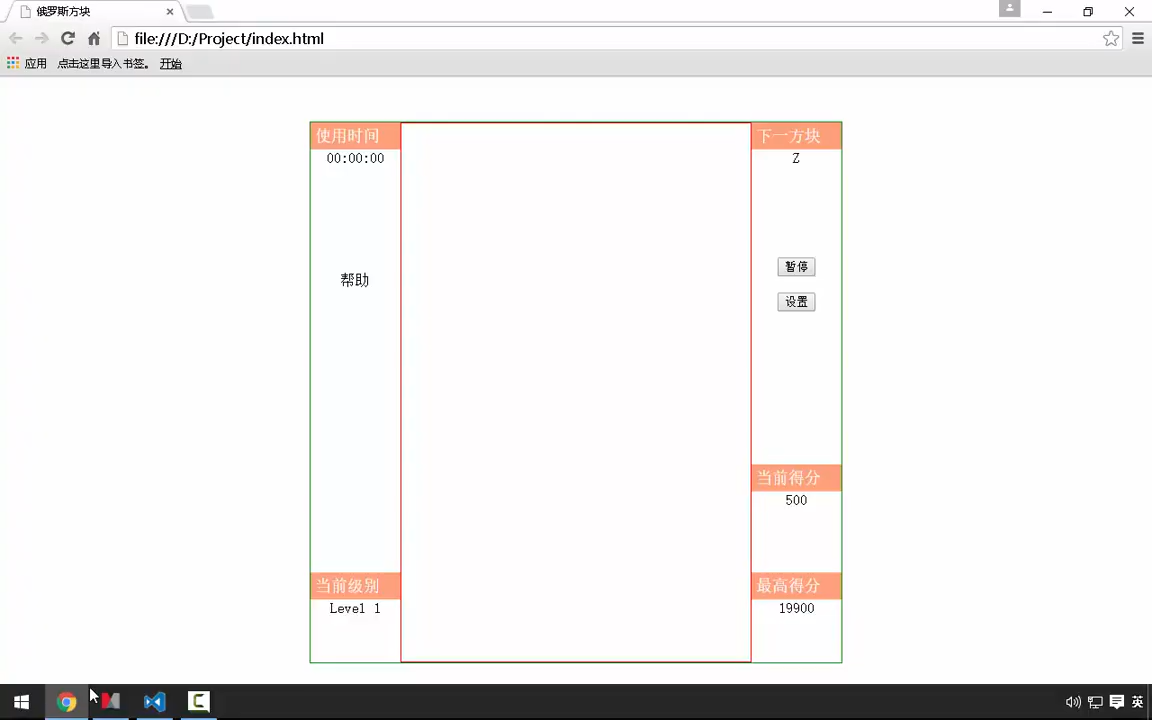 俄罗斯方块
file:///D:/Project/index.html
应用 点击这里导入书签。 开始
使用时间
00:00:00
帮助
当前级别
Level 1
下一方块
Z
暂停
设置
当前得分
500
最高得分
19900
英